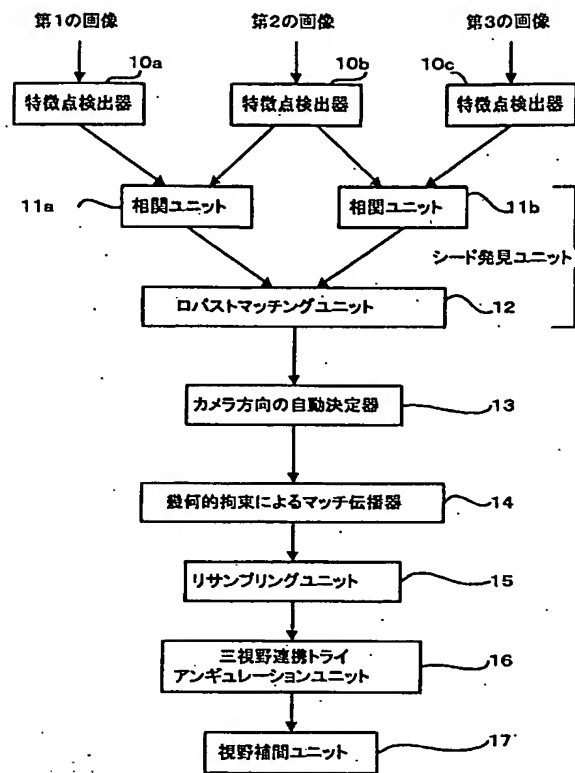 第1の画像
第2の画像
第3の画像
10a
10b
10c
特徴点検出器
特徴点検出器
特徴点検出器
11a
相関ユニット
相関ユニット
11b
シード発見ユニット
ロバストマッチングユニット
12
カメラ方向の自動決定器
13
幾何的拘束によるマッチ伝播器
14
リサンプリングユニット
15
三視野連携トライ
アンギュレーションユニット
16
視野補間ユニット
17